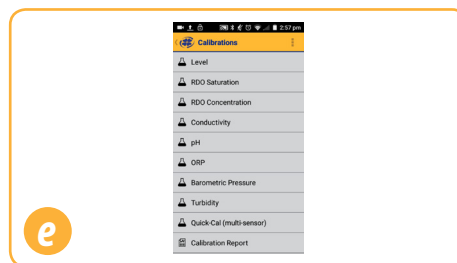 2:57 pm
Calibrations
Level
RDO Saturation
RDO Concentration
Conductivity
pH
ORP
Barometric Pressure
Turbidity
Quick-Cal (multi-sensor)
Calibration Report
e